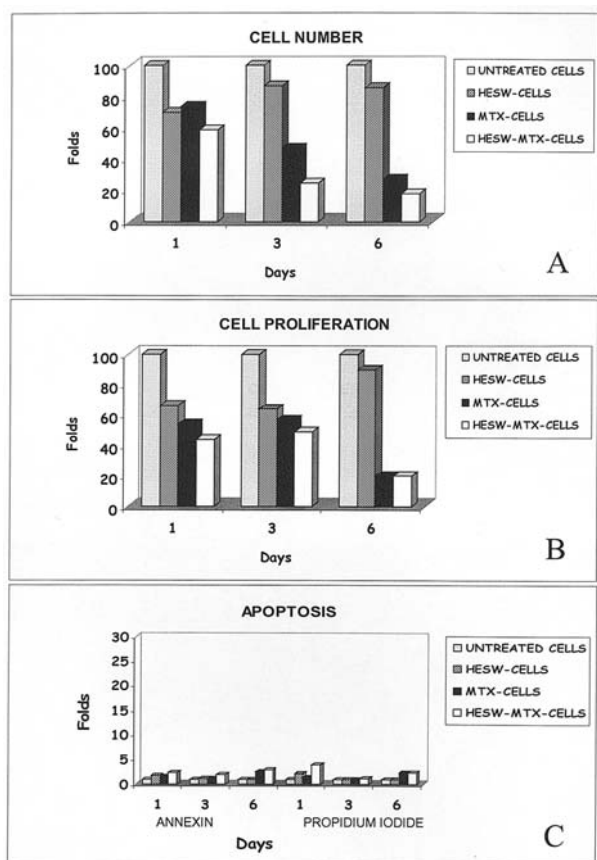 CELL NUMBER
100
80
60
40
20
0
Folds
1 3 6
Days
UNTREATED CELLS
HESW-CELLS
MTX-CELLS
HESW-MTX-CELLS
A
CELL PROLIFERATION
100
80
60
40
20
0
Folds
1 3 6
Days
UNTREATED CELLS
HESW-CELLS
MTX-CELLS
HESW-MTX-CELLS
B
APOPTOSIS
30
25
20
15
10
5
0
Folds
1 3 6 1 3 6
ANNEXIN PROPIDIUM IODIDE
Days
UNTREATED CELLS
HESW-CELLS
MTX-CELLS
HESW-MTX-CELLS
C